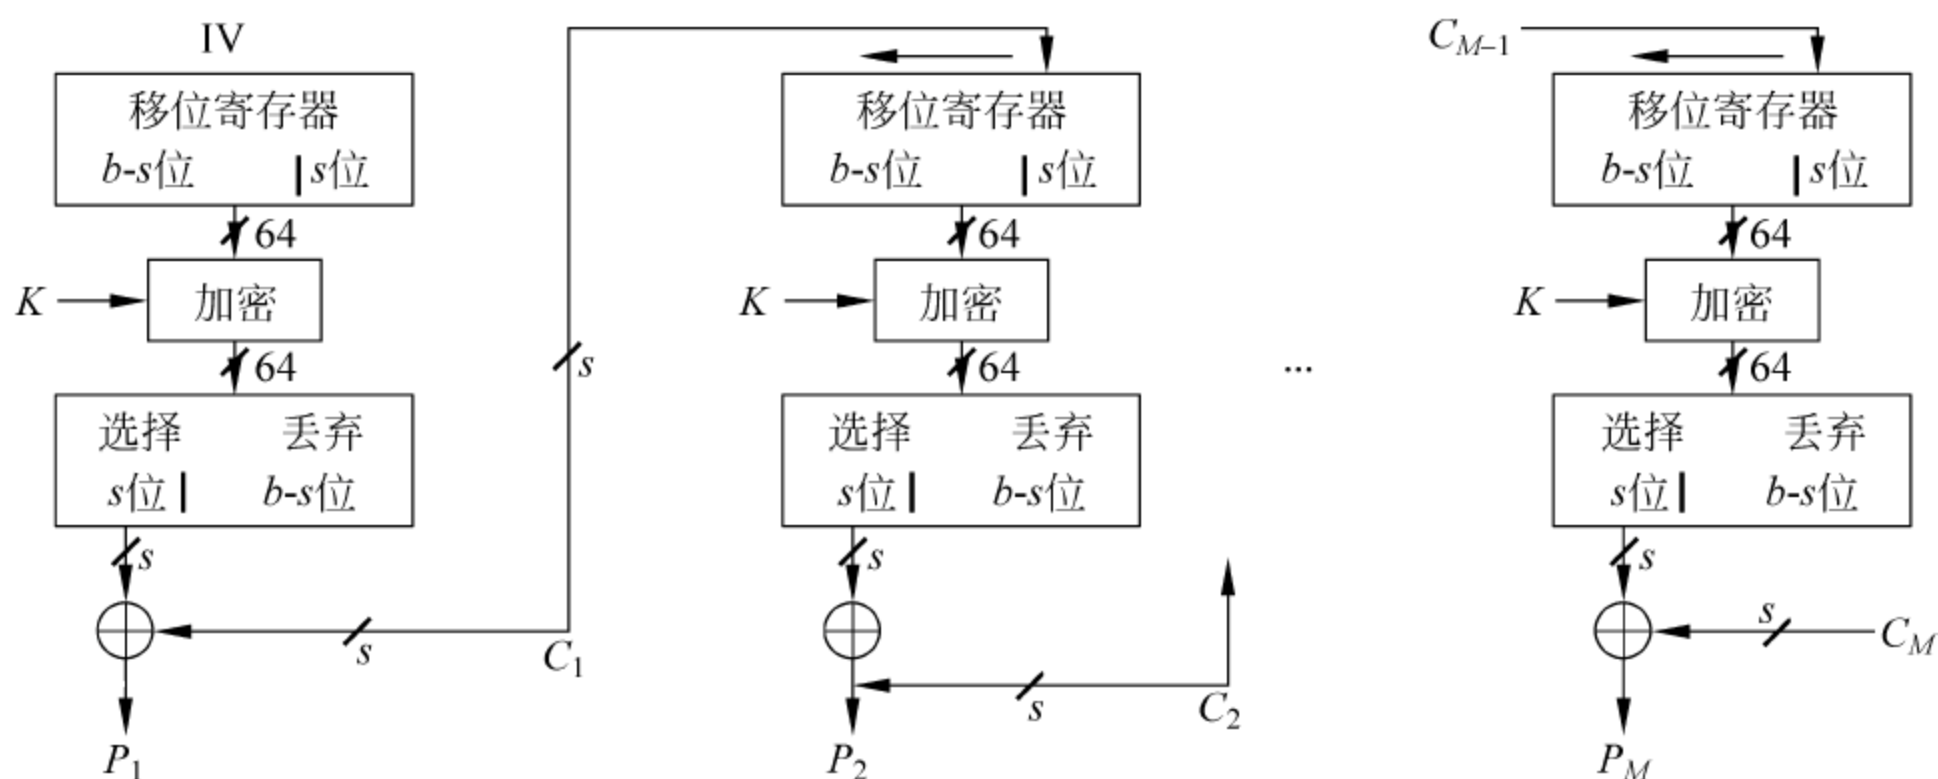 IV
C_{M-1}
移位寄存器
b-s位 | s位
移位寄存器
b-s位 | s位
移位寄存器
b-s位 | s位
64
64
64
K
加密
K
加密
K
加密
64
s
64
...
64
选择 丢弃
s位 | b-s位
选择 丢弃
s位 | b-s位
选择 丢弃
s位 | b-s位
s
s
s
s
C_1
s
C_2
s
C_M
P_1
P_2
P_M